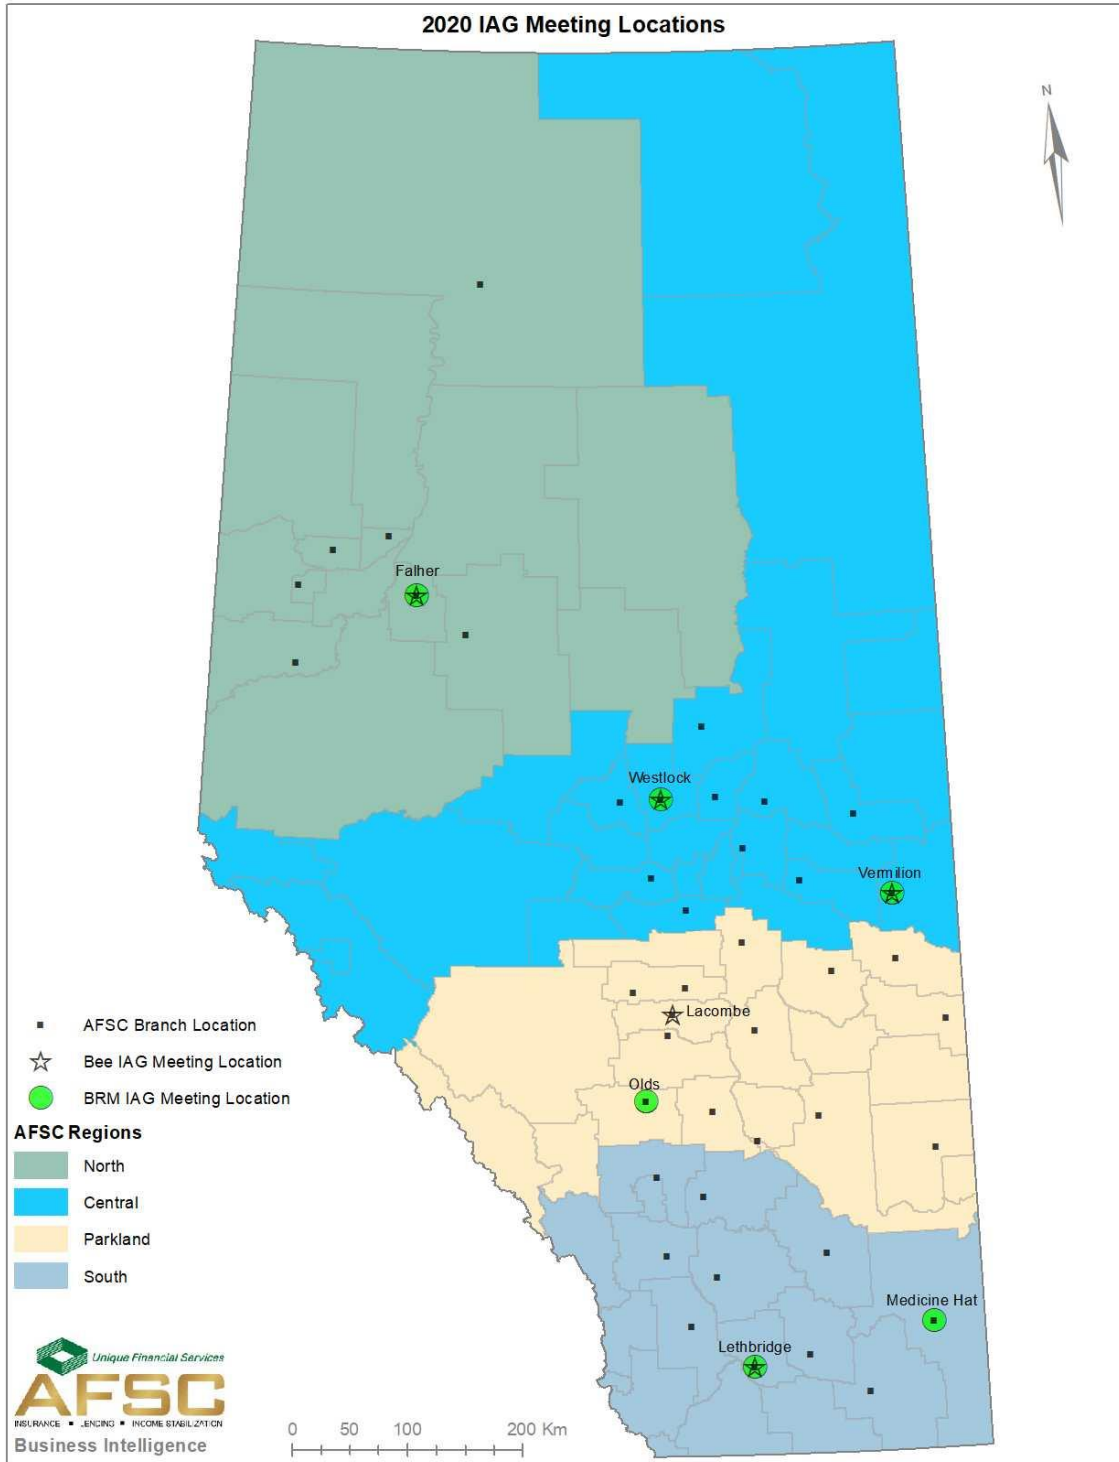 2020 IAG Meeting Locations
N
Falher
Westlock
Vermilion
Lacombe
Olds
Medicine Hat
Lethbridge
AFSC Branch Location
Bee IAG Meeting Location
BRM IAG Meeting Location
AFSC Regions
North
Central
Parkland
South
Unique Financial Services
AFSC
INSURANCE ▪ LENDING ▪ INCOME STABILIZATION
Business Intelligence
0 50 100 200 Km